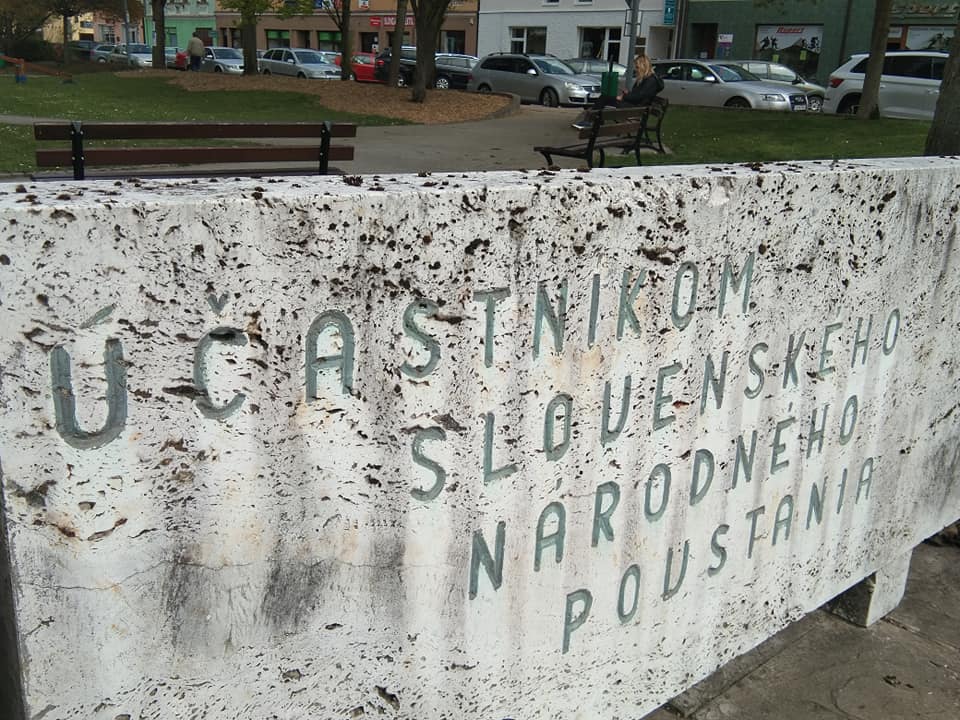 ÚČASTNIKOM
SLOVENSKÉHO
NÁRODNÉHO
POVSTANIA